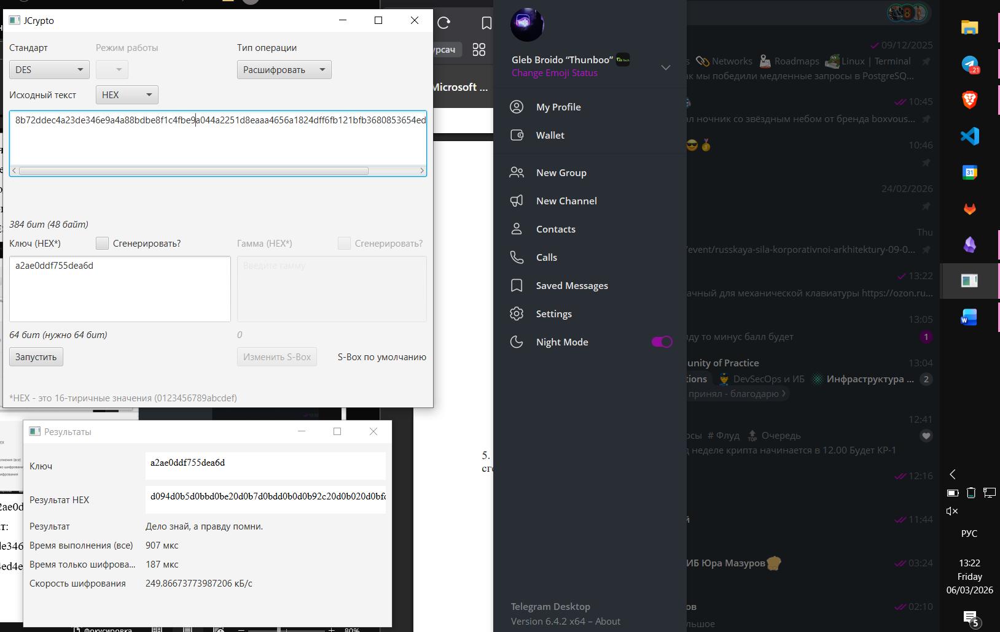 JCrypto
Стандарт
Режим работы
Тип операции
DES
Расшифровать
Исходный текст
HEX
8b72ddec4a23de346e9a4a88bdbe8f1c4fbe9a044a2251d8eaaa4656a1824dff6fb121bfb3680853654ed
384 бит (48 байт)
Ключ (HEX*)
Сгенерировать?
Гамма (HEX*)
Сгенерировать?
a2ae0ddf755dea6d
Введите гамму
64 бит (нужно 64 бит)
0
Запустить
Изменить S-Box
S-Box по умолчанию
*HEX - это 16-тиричные значения (0123456789abcdef)
Результаты
Ключ
a2ae0ddf755dea6d
Результат HEX
d094d0b5d0bbd0be20d0b7d0bdd0b0d0b92c20d0b020d0bfd
Результат
Дело знай, а правду помни.
Время выполнения (все)
907 мкс
Время только шифрова...
187 мкс
Скорость шифрования
249.86673773987206 кБ/с
урсач
Microsoft ...
5.
2ae0d
т:
de346
4ed4e
Фокусировка
80%
Gleb Broido “Thunboo”
Change Emoji Status
My Profile
Wallet
New Group
New Channel
Contacts
Calls
Saved Messages
Settings
Night Mode
Telegram Desktop
Version 6.4.2 x64 – About
09/12/2025
s Networks Roadmaps Linux | Terminal
ак мы победили медленные запросы в PostgreSQ...
10:45
ал ночник со звёздным небом от бренда boxvous...
10:46
24/02/2026
Thu
/event/russkaya-sila-korporativnoi-arkhitektury-09-0...
13:22
ачный для механической клавиатуры https://ozon.ru...
13:05
ду то минус балл будет
1
unity of Practice
13:04
tions DevSecOps и ИБ Инфраструктура ...
2
принял - благодарю
12:41
осы # Флуд TOP Очередь
д неделе крипта начинается в 12.00 Будет КР-1
12:16
й
11:44
ИБ Юра Мазуров
03:24
ов
02:10
льшое
..21
31
РУС
13:22
Friday
06/03/2026
5